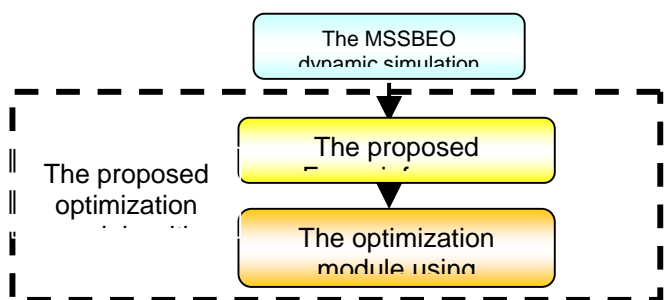 The MSSBEO
dynamic simulation
The proposed
The proposed
optimization
The optimization
module using